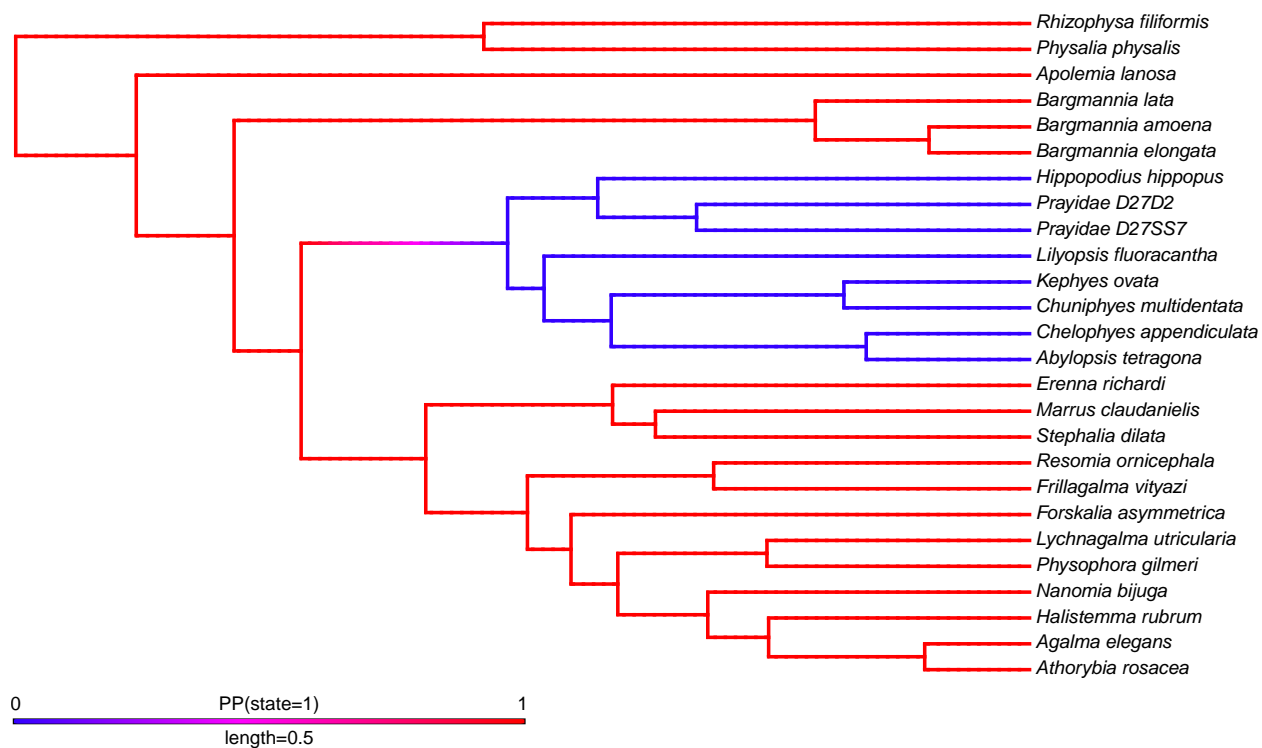 Rhizophysa filiformis
Physalia physalis
Apolemia lanosa
Bargmannia lata
Bargmannia amoena
Bargmannia elongata
Hippopodius hippopus
Prayidae D27D2
Prayidae D27SS7
Lilyopsis fluoracantha
Kephyes ovata
Chuniphyes multidentata
Chelophyes appendiculata
Abylopsis tetragona
Erenna richardi
Marrus claudanielis
Stephalia dilata
Resomia ornicephala
Frillagalma vityazi
Forskalia asymmetrica
Lychnagalma utricularia
Physophora gilmeri
Nanomia bijuga
Halistemma rubrum
Agalma elegans
Athorybia rosacea
0 PP(state=1) 1
length=0.5